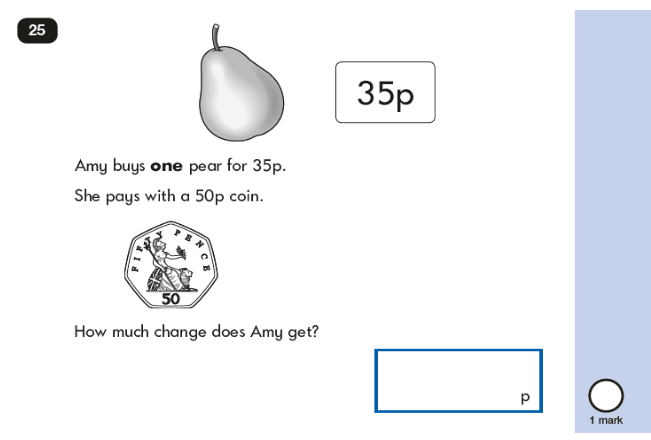 25
35p
Amy buys one pear for 35p.
She pays with a 50p coin.
FIFTY PENCE
50
How much change does Amy get?
p
1 mark